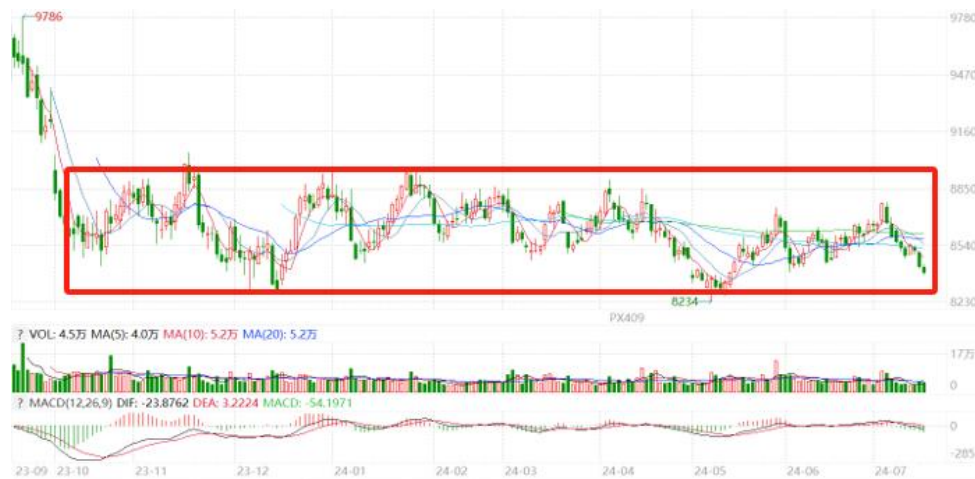 9786
9780
9470
9160
8850
8540
8234
8230
PX409
? VOL: 4.5万 MA(5): 4.0万 MA(10): 5.2万 MA(20): 5.2万
17万
0
? MACD(12,26,9) DIF: -23.8762 DEA: 3.2224 MACD: -54.1971
0
-285
23-09 23-10 23-11 23-12 24-01 24-02 24-03 24-04 24-05 24-06 24-07